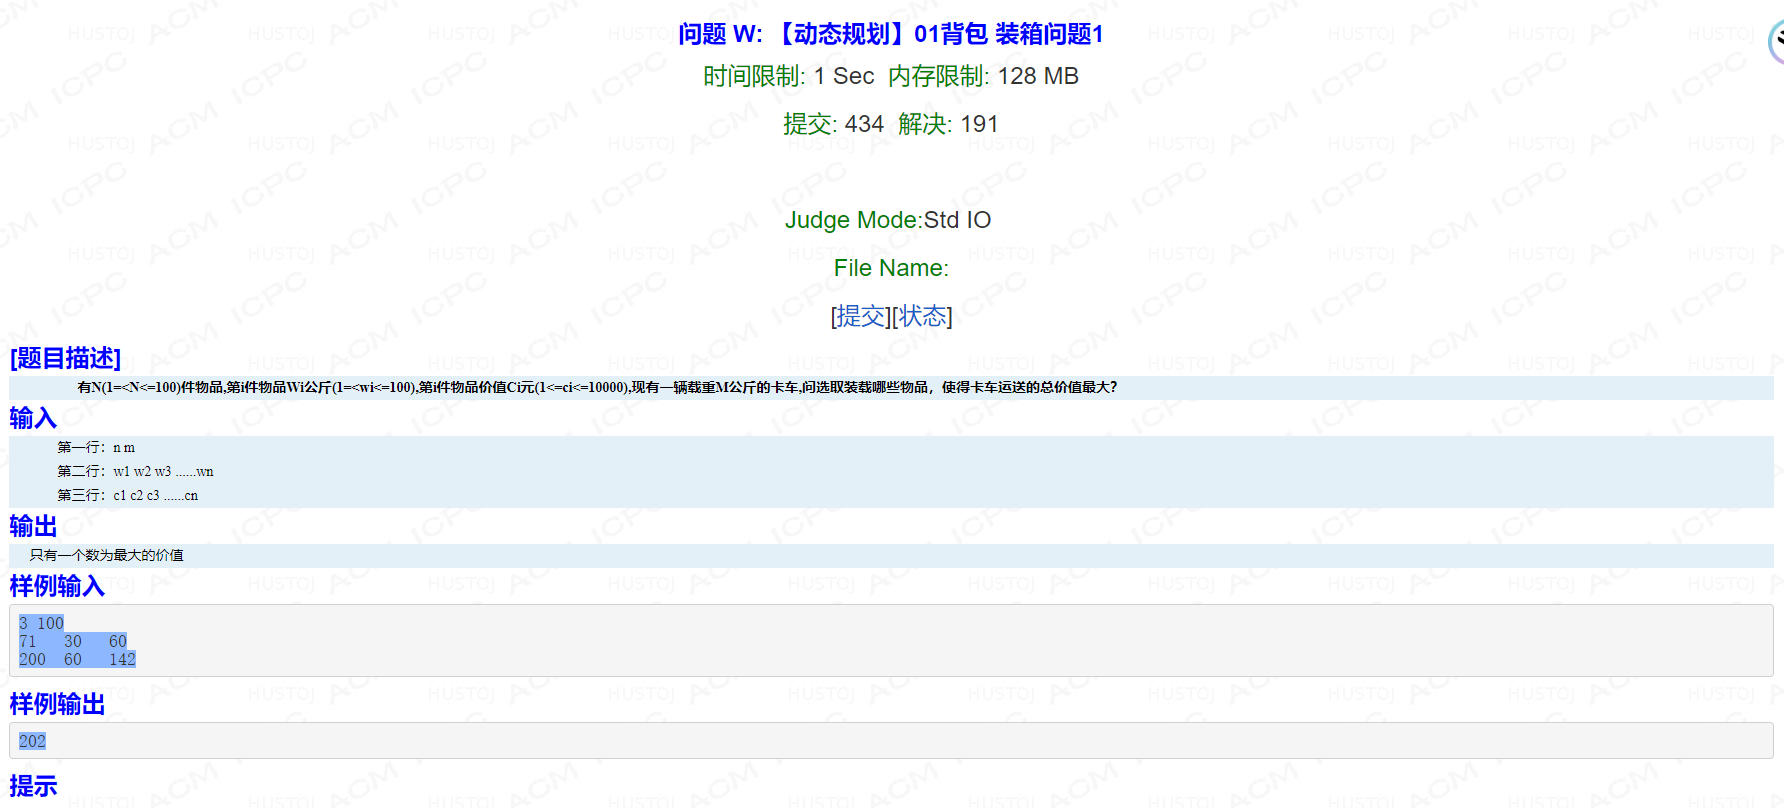 问题 W: 【动态规划】01背包 装箱问题1
时间限制: 1 Sec 内存限制: 128 MB
提交: 434 解决: 191
Judge Mode:Std IO
File Name:
[提交][状态]
[题目描述]
有N(1=<N<=100)件物品,第i件物品Wi公斤(1=<wi<=100),第i件物品价值Ci元(1<=ci<=10000),现有一辆载重M公斤的卡车,问选取装载哪些物品，使得卡车运送的总价值最大?
输入
第一行：n m
第二行：w1 w2 w3 ......wn
第三行：c1 c2 c3 ......cn
输出
只有一个数为最大的价值
样例输入
3 100
71 30 60
200 60 142
样例输出
202
提示